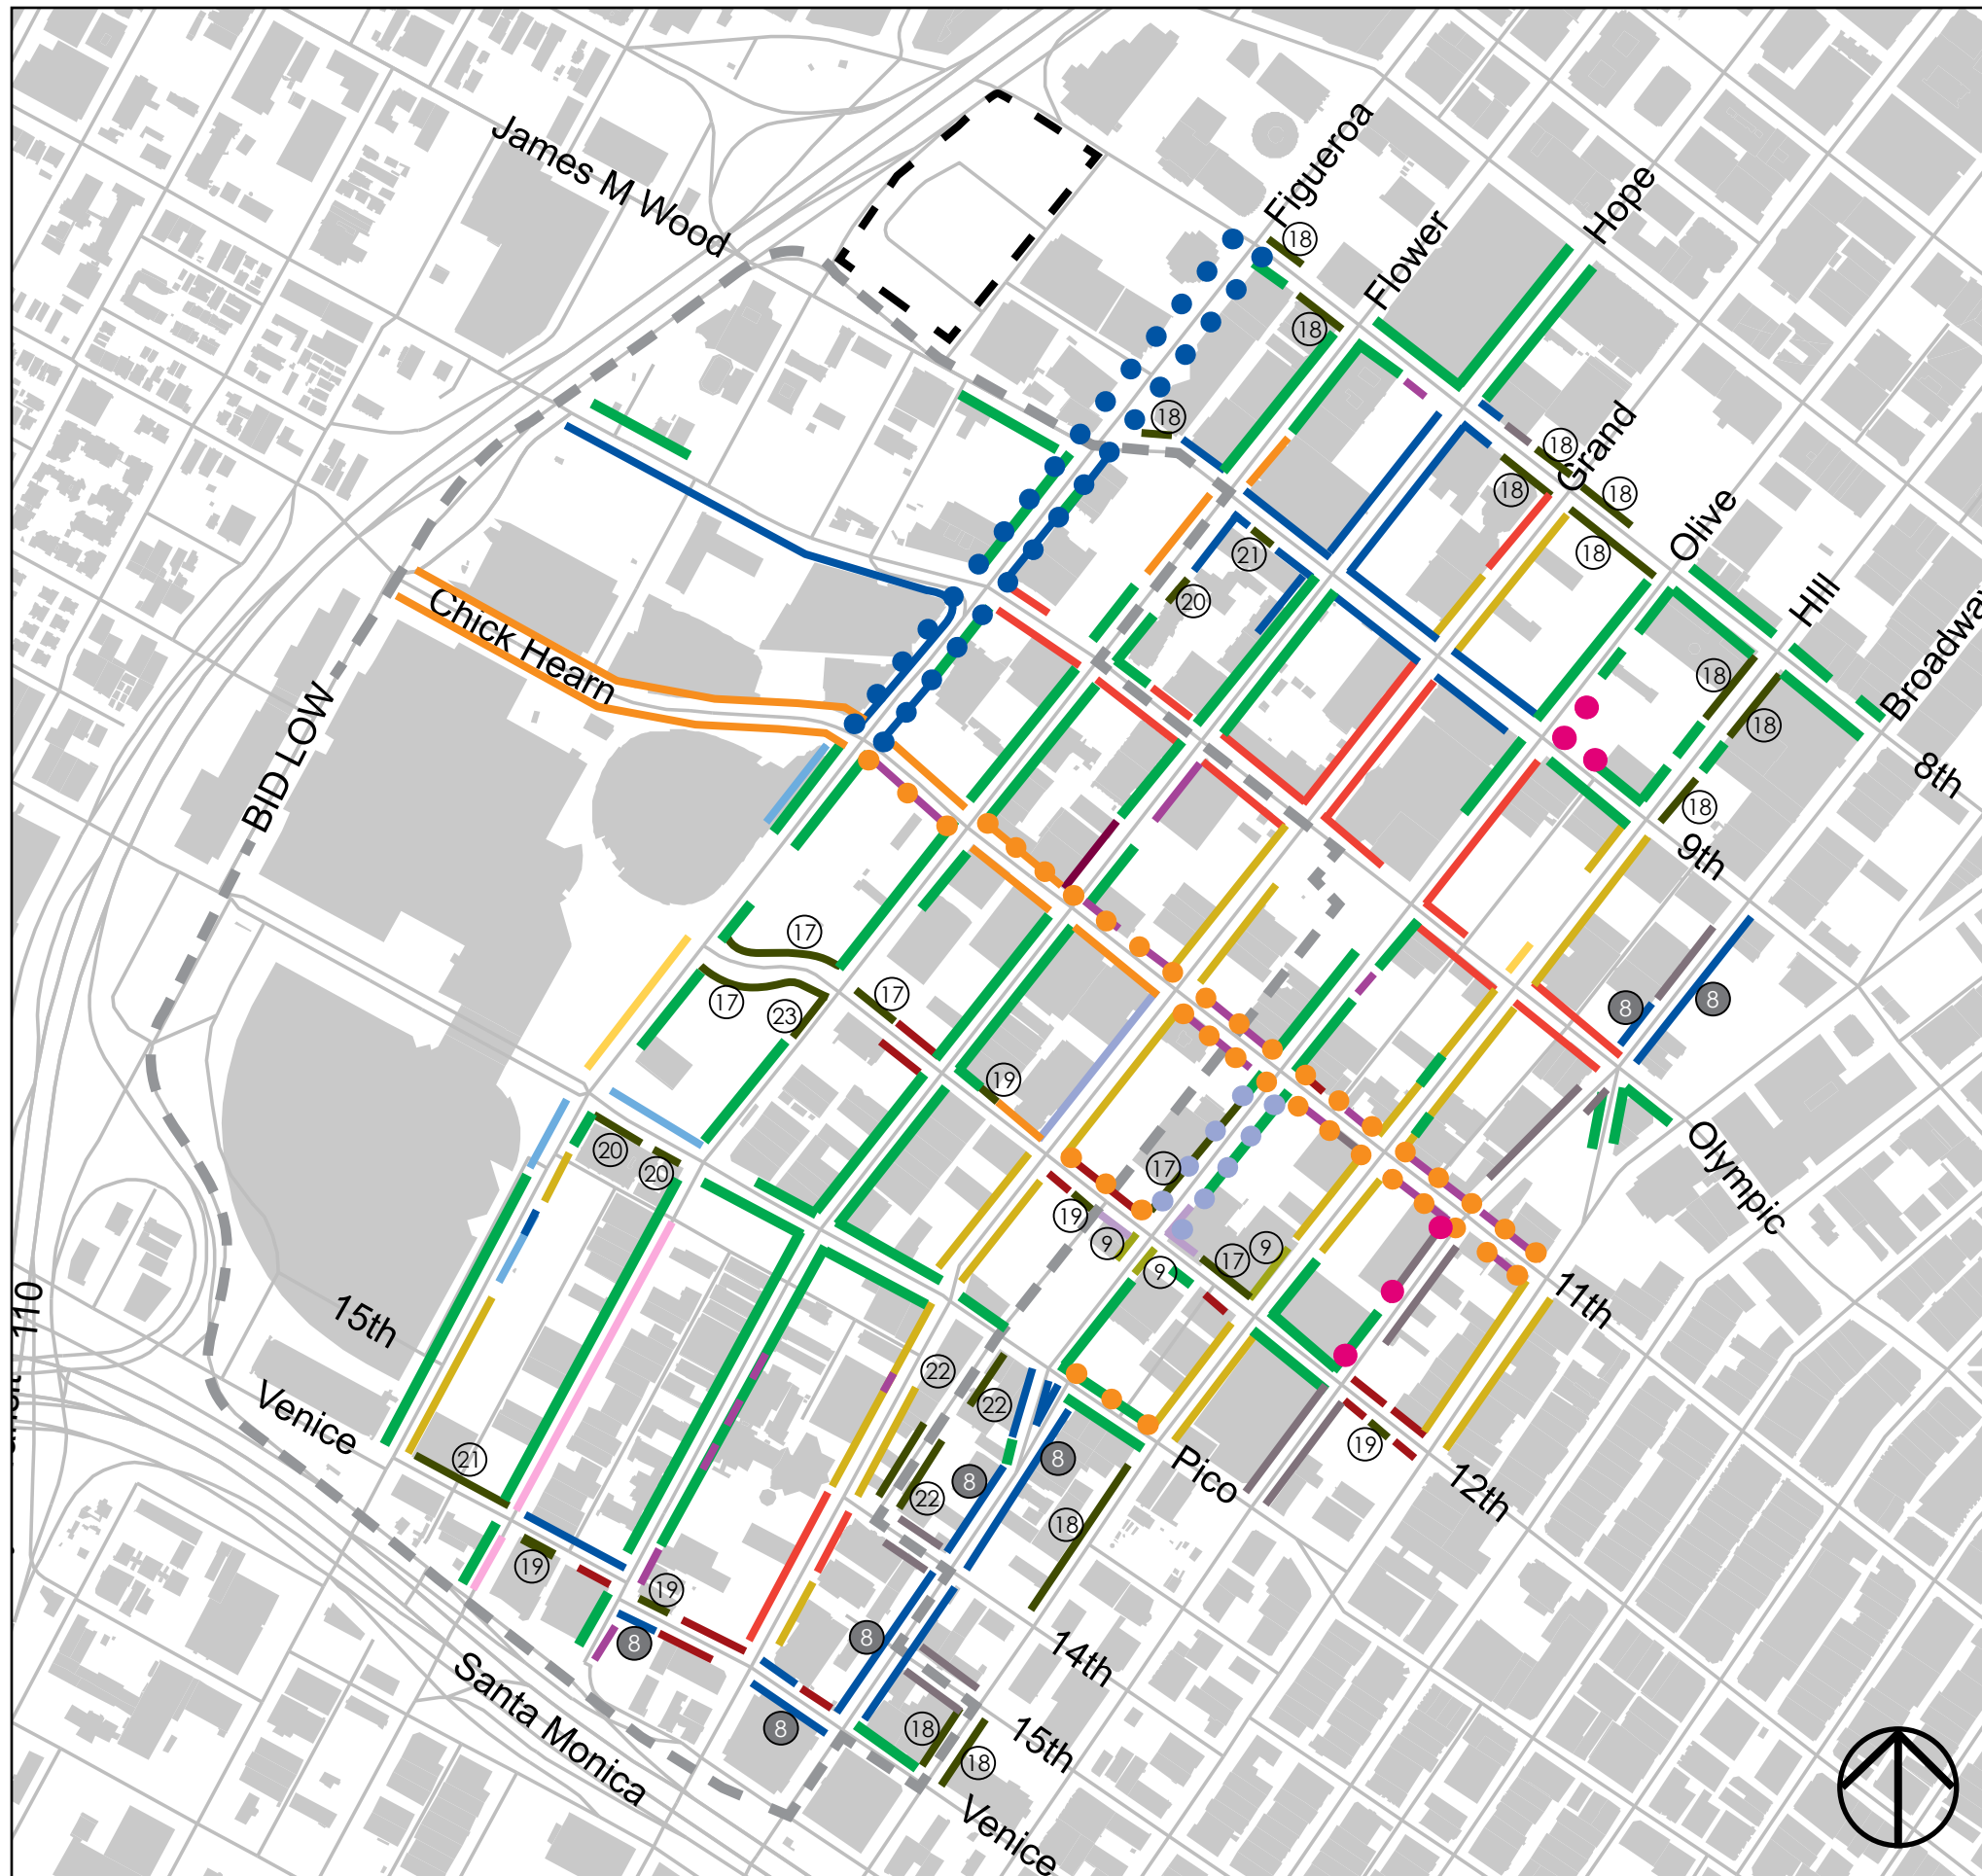 James M Wood
Figueroa
Hope
Flower
18
18
18
18
Grand
18
18
Olive
18
21
20
Hill
Broadway
18
18
8th
Chick Hearn
BID LOW
18
9th
17
17
23
17
8
8
19
20
20
17
19
9
9
17
9
Olympic
11th
110
15th
22
22
Venice
21
22
8
8
19
Pico
12th
18
19
19
8
8
14th
Santa Monica
8
18
15th
18
Venice